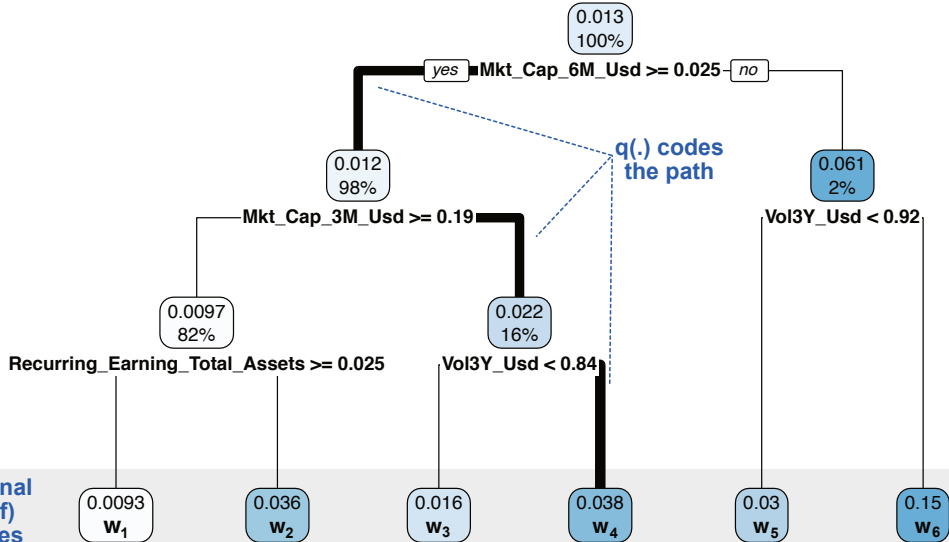 0.013
100%
yes Mkt_Cap_6M_Usd >= 0.025 no
0.012
98%
q(.) codes
the path
0.061
2%
Mkt_Cap_3M_Usd >= 0.19
Vol3Y_Usd < 0.92
0.0097
82%
0.022
16%
Recurring_Earning_Total_Assets >= 0.025
Vol3Y_Usd < 0.84
0.0093
w1
0.036
w2
0.016
w3
0.038
w4
0.03
w5
0.15
w6